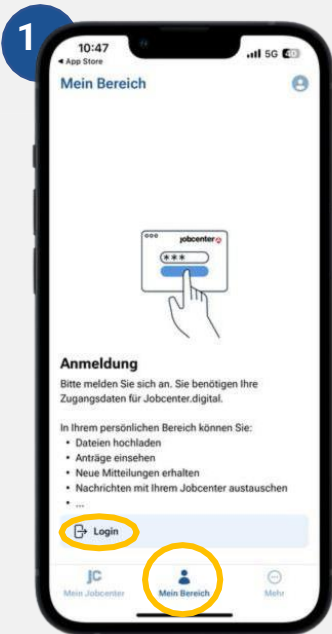 1
10:47
5G 40
◄ App Store
Mein Bereich
jobcenter
***
Anmeldung
Bitte melden Sie sich an. Sie benötigen Ihre
Zugangsdaten für Jobcenter.digital.
In Ihrem persönlichen Bereich können Sie:
• Dateien hochladen
• Anträge einsehen
• Neue Mitteilungen erhalten
• Nachrichten mit Ihrem Jobcenter austauschen
• ...
Login
JC
Mein Jobcenter Mein Bereich Mehr